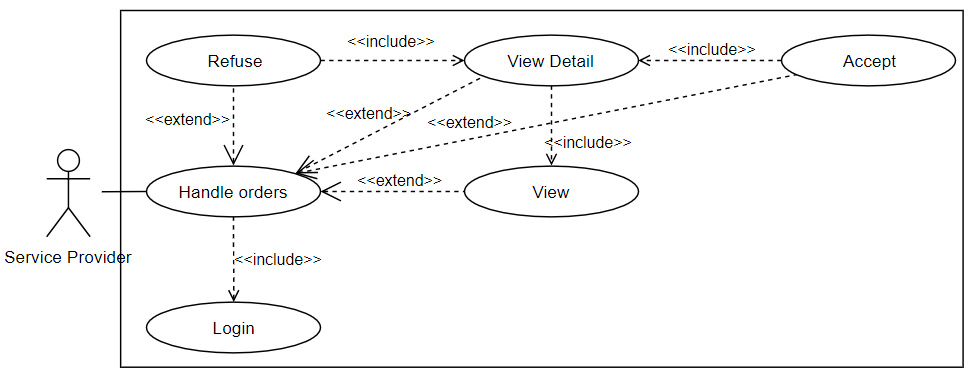 <<include>>
<<include>>
Refuse
View Detail
Accept
<<extend>>
<<extend>>
<<extend>>
<<include>>
<<extend>>
Handle orders
View
Service Provider
<<include>>
Login